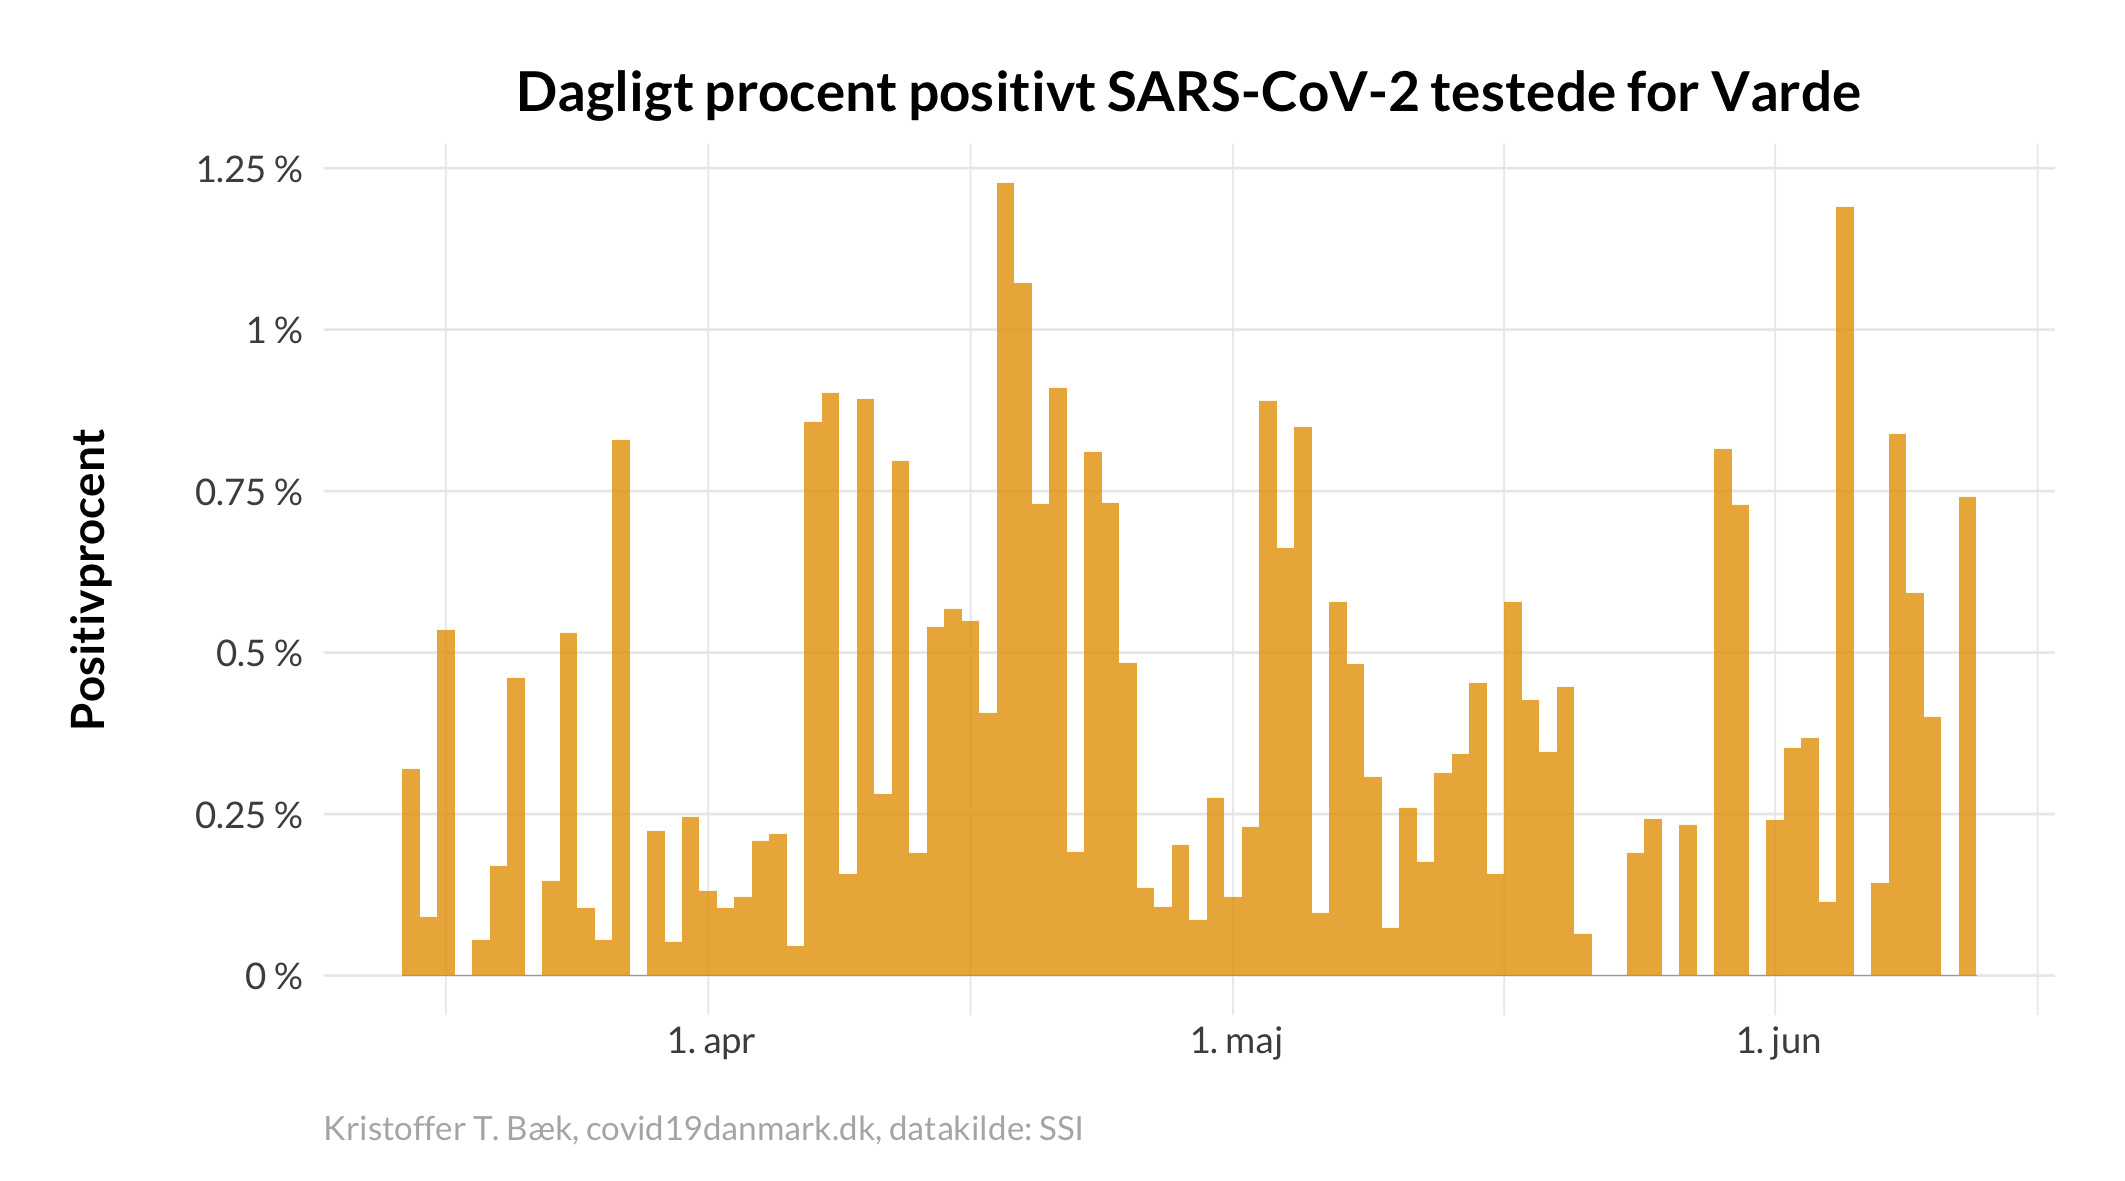 Dagligt procent positivt SARS-CoV-2 testede for Varde
Positivprocent
1.25 %
1 %
0.75 %
0.5 %
0.25 %
0 %
1. apr
1. maj
1. jun
Kristoffer T. Bæk, covid19danmark.dk, datakilde: SSI